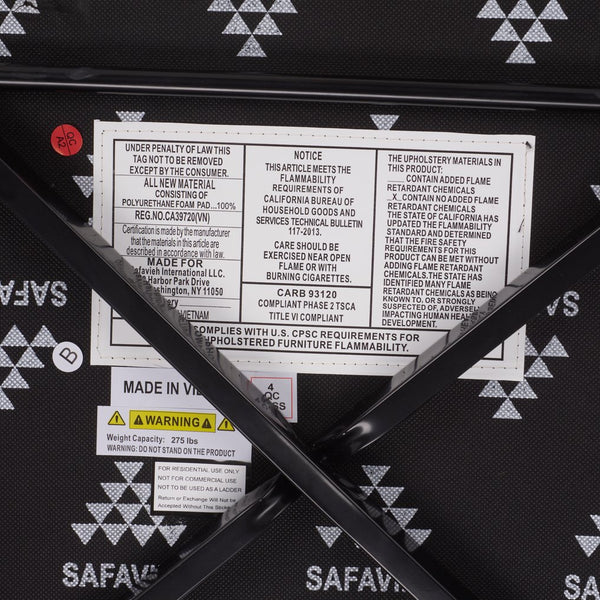 QC
A2
UNDER PENALTY OF LAW THIS
TAG NOT TO BE REMOVED
EXCEPT BY THE CONSUMER.
ALL NEW MATERIAL
CONSISTING OF
POLYURETHANE FOAM PAD...100%
REG.NO.CA39720(VN)
Certification is made by the manufacturer
that the materials in this article are
described in accordance with law.
MADE FOR
Safavieh International LLC.
Harbor Park Drive
Washington, NY 11050
VIETNAM
NOTICE
THIS ARTICLE MEETS THE
FLAMMABILITY
REQUIREMENTS OF
CALIFORNIA BUREAU OF
HOUSEHOLD GOODS AND
SERVICES TECHNICAL BULLETIN
117-2013.
CARE SHOULD BE
EXERCISED NEAR OPEN
FLAME OR WITH
BURNING CIGARETTES.
CARB 93120
COMPLIANT PHASE 2 TSCA
TITLE VI COMPLIANT
THE UPHOLSTERY MATERIALS IN
THIS PRODUCT:
....CONTAIN ADDED FLAME
RETARDANT CHEMICALS
..X..CONTAIN NO ADDED FLAME
RETARDANT CHEMICALS
THE STATE OF CALIFORNIA HAS
UPDATED THE FLAMMABILITY
STANDARD AND DETERMINED
THAT THE FIRE SAFETY
REQUIREMENTS FOR THIS
PRODUCT CAN BE MET WITHOUT
ADDING FLAME RETARDANT
CHEMICALS.THE STATE HAS
IDENTIFIED MANY FLAME
RETARDANT CHEMICALS AS BEING
KNOWN TO, OR STRONGLY
SUSPECTED OF, ADVERSELY
IMPACTING HUMAN HEALTH
DEVELOPMENT.
COMPLIES WITH U.S. CPSC REQUIREMENTS FOR
UPHOLSTERED FURNITURE FLAMMABILITY.
SAFAV
SAFAV
B
MADE IN VI
4
QC
WARNING
Weight Capacity: 275 lbs
WARNING: DO NOT STAND ON THE PRODUCT
FOR RESIDENTIAL USE ONLY
NOT FOR COMMERCIAL USE
NOT TO BE USED AS A LADDER
Return or Exchange Will Not be
Accepted Without This Sticker
SAFAVI
SAFAV
SAF